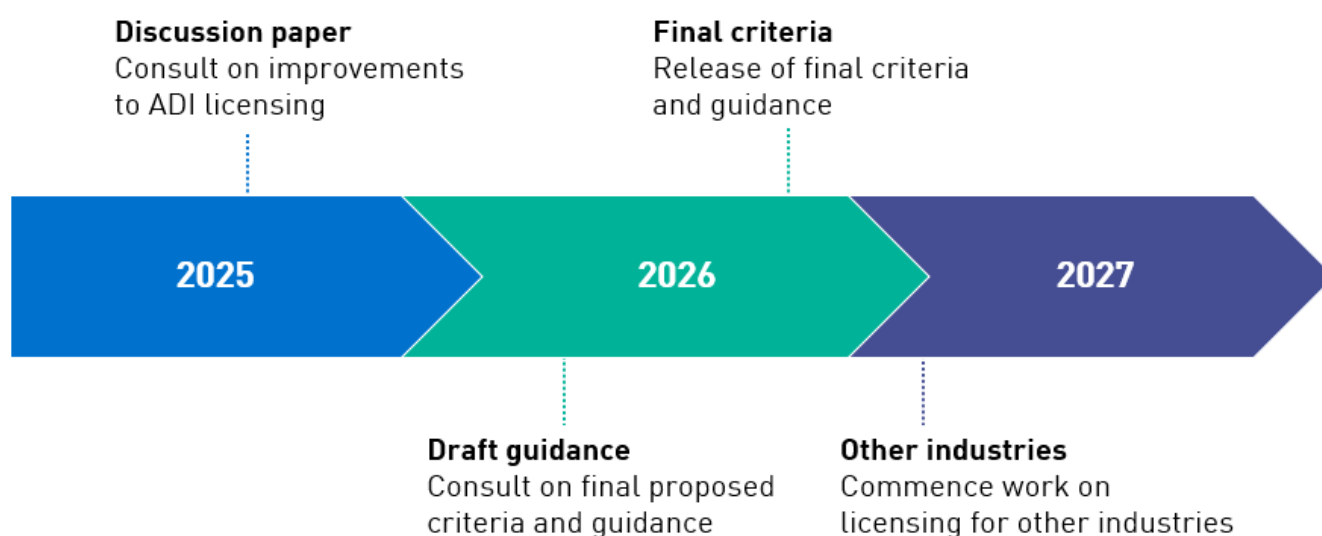 Discussion paper
Consult on improvements
to ADI licensing
Final criteria
Release of final criteria
and guidance
2025
2026
2027
Draft guidance
Consult on final proposed
criteria and guidance
Other industries
Commence work on
licensing for other industries